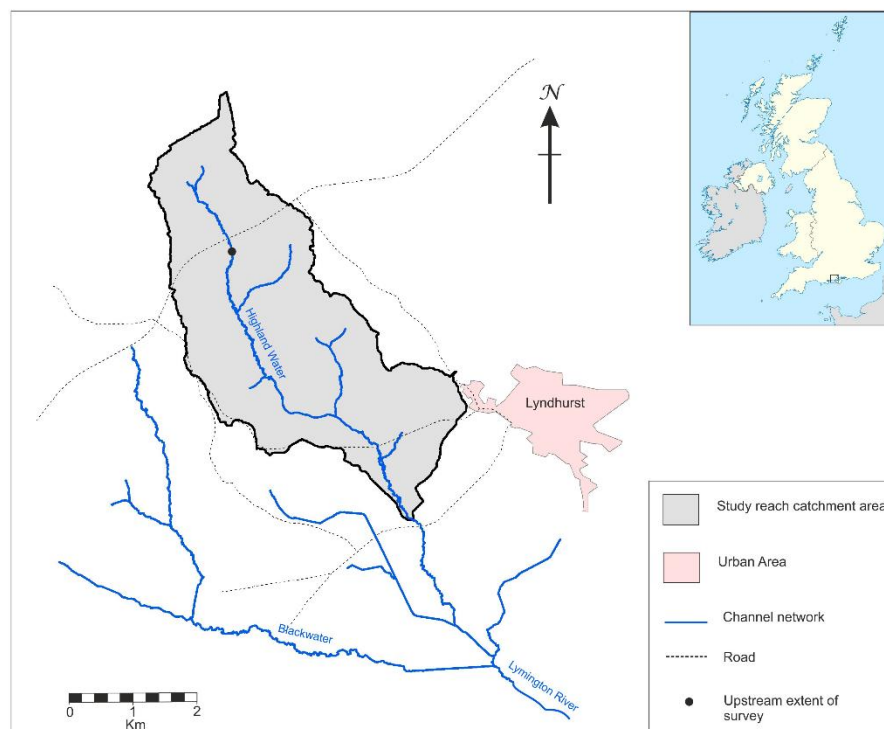 N
Highland Water
Lyndhurst
Blackwater
Lymington River
0 1 2
Km
Study reach catchment area
Urban Area
Channel network
Road
Upstream extent of
survey